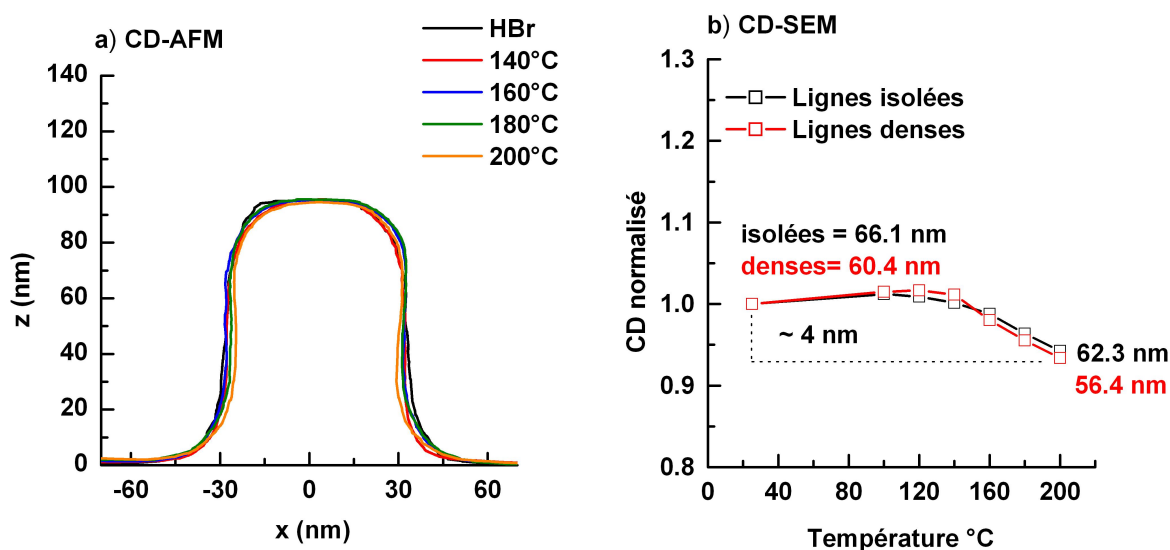 a) CD-AFM
HBr
140°C
160°C
180°C
200°C
140
120
100
80
60
40
20
0
z (nm)
-60
-30
0
30
60
x (nm)
b) CD-SEM
Lignes isolées
Lignes denses
1.3
1.2
1.1
1.0
0.9
0.8
CD normalisé
isolées = 66.1 nm
denses= 60.4 nm
~ 4 nm
62.3 nm
56.4 nm
0
40
80
120
160
200
Température °C